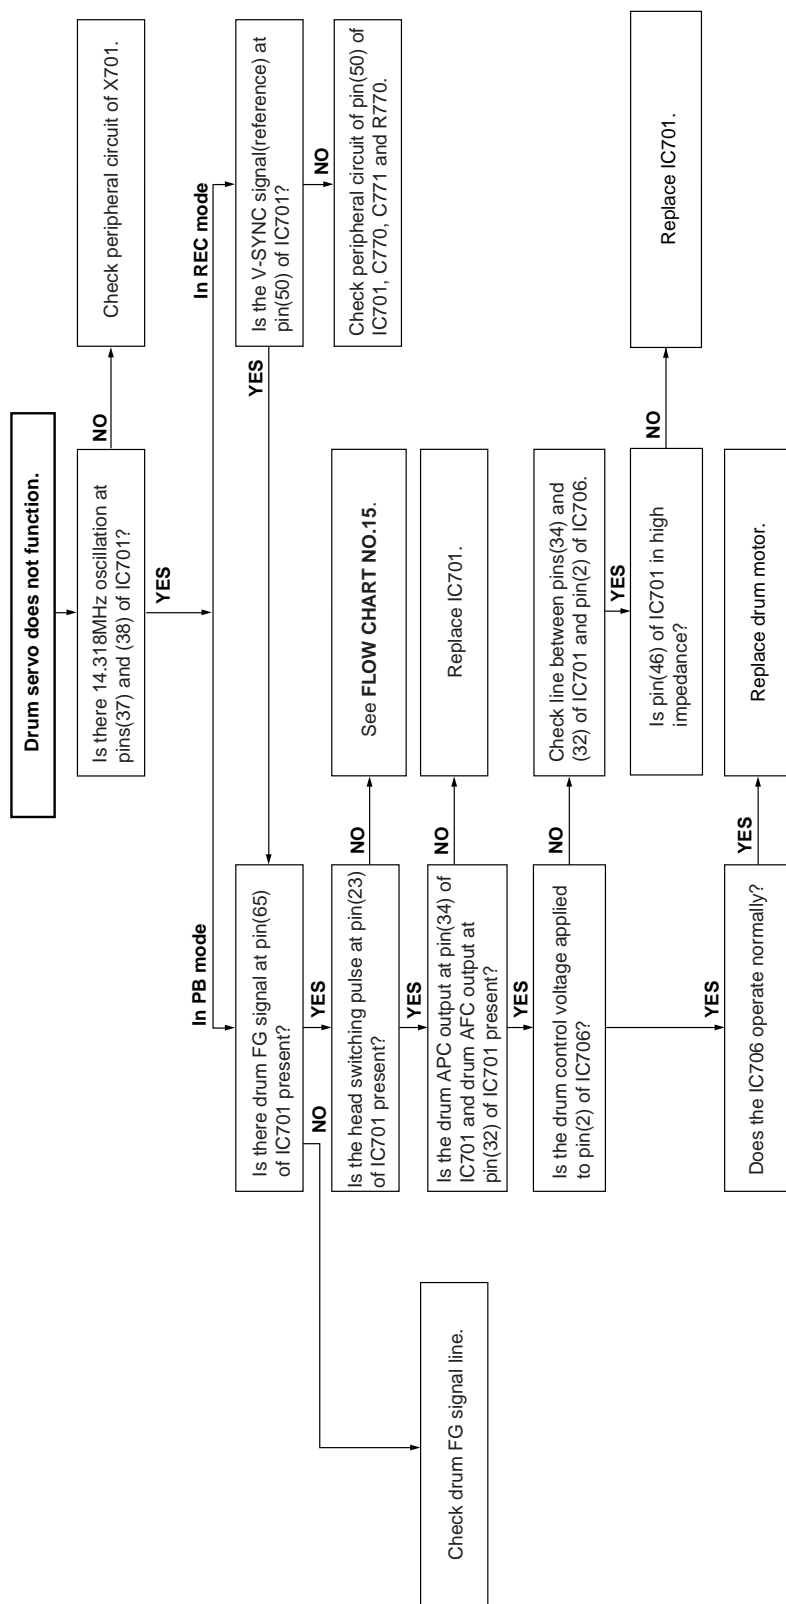 Drum servo does not function.
Is there 14.318MHz oscillation at
pins(37) and (38) of IC701?
NO
Check peripheral circuit of X701.
YES
In PB mode
In REC mode
Is there drum FG signal at pin(65)
of IC701 present?
YES
Is the V-SYNC signal(reference) at
pin(50) of IC701?
NO
YES
NO
Check peripheral circuit of pin(50) of
IC701, C770, C771 and R770.
Is the head switching pulse at pin(23)
of IC701 present?
NO
See FLOW CHART NO.15.
YES
Check drum FG signal line.
Is the drum APC output at pin(34) of
IC701 and drum AFC output at
pin(32) of IC701 present?
NO
Replace IC701.
YES
Is the drum control voltage applied
to pin(2) of IC706?
NO
Check line between pins(34) and
(32) of IC701 and pin(2) of IC706.
YES
Is pin(46) of IC701 in high
impedance?
NO
Replace IC701.
YES
Does the IC706 operate normally?
YES
Replace drum motor.